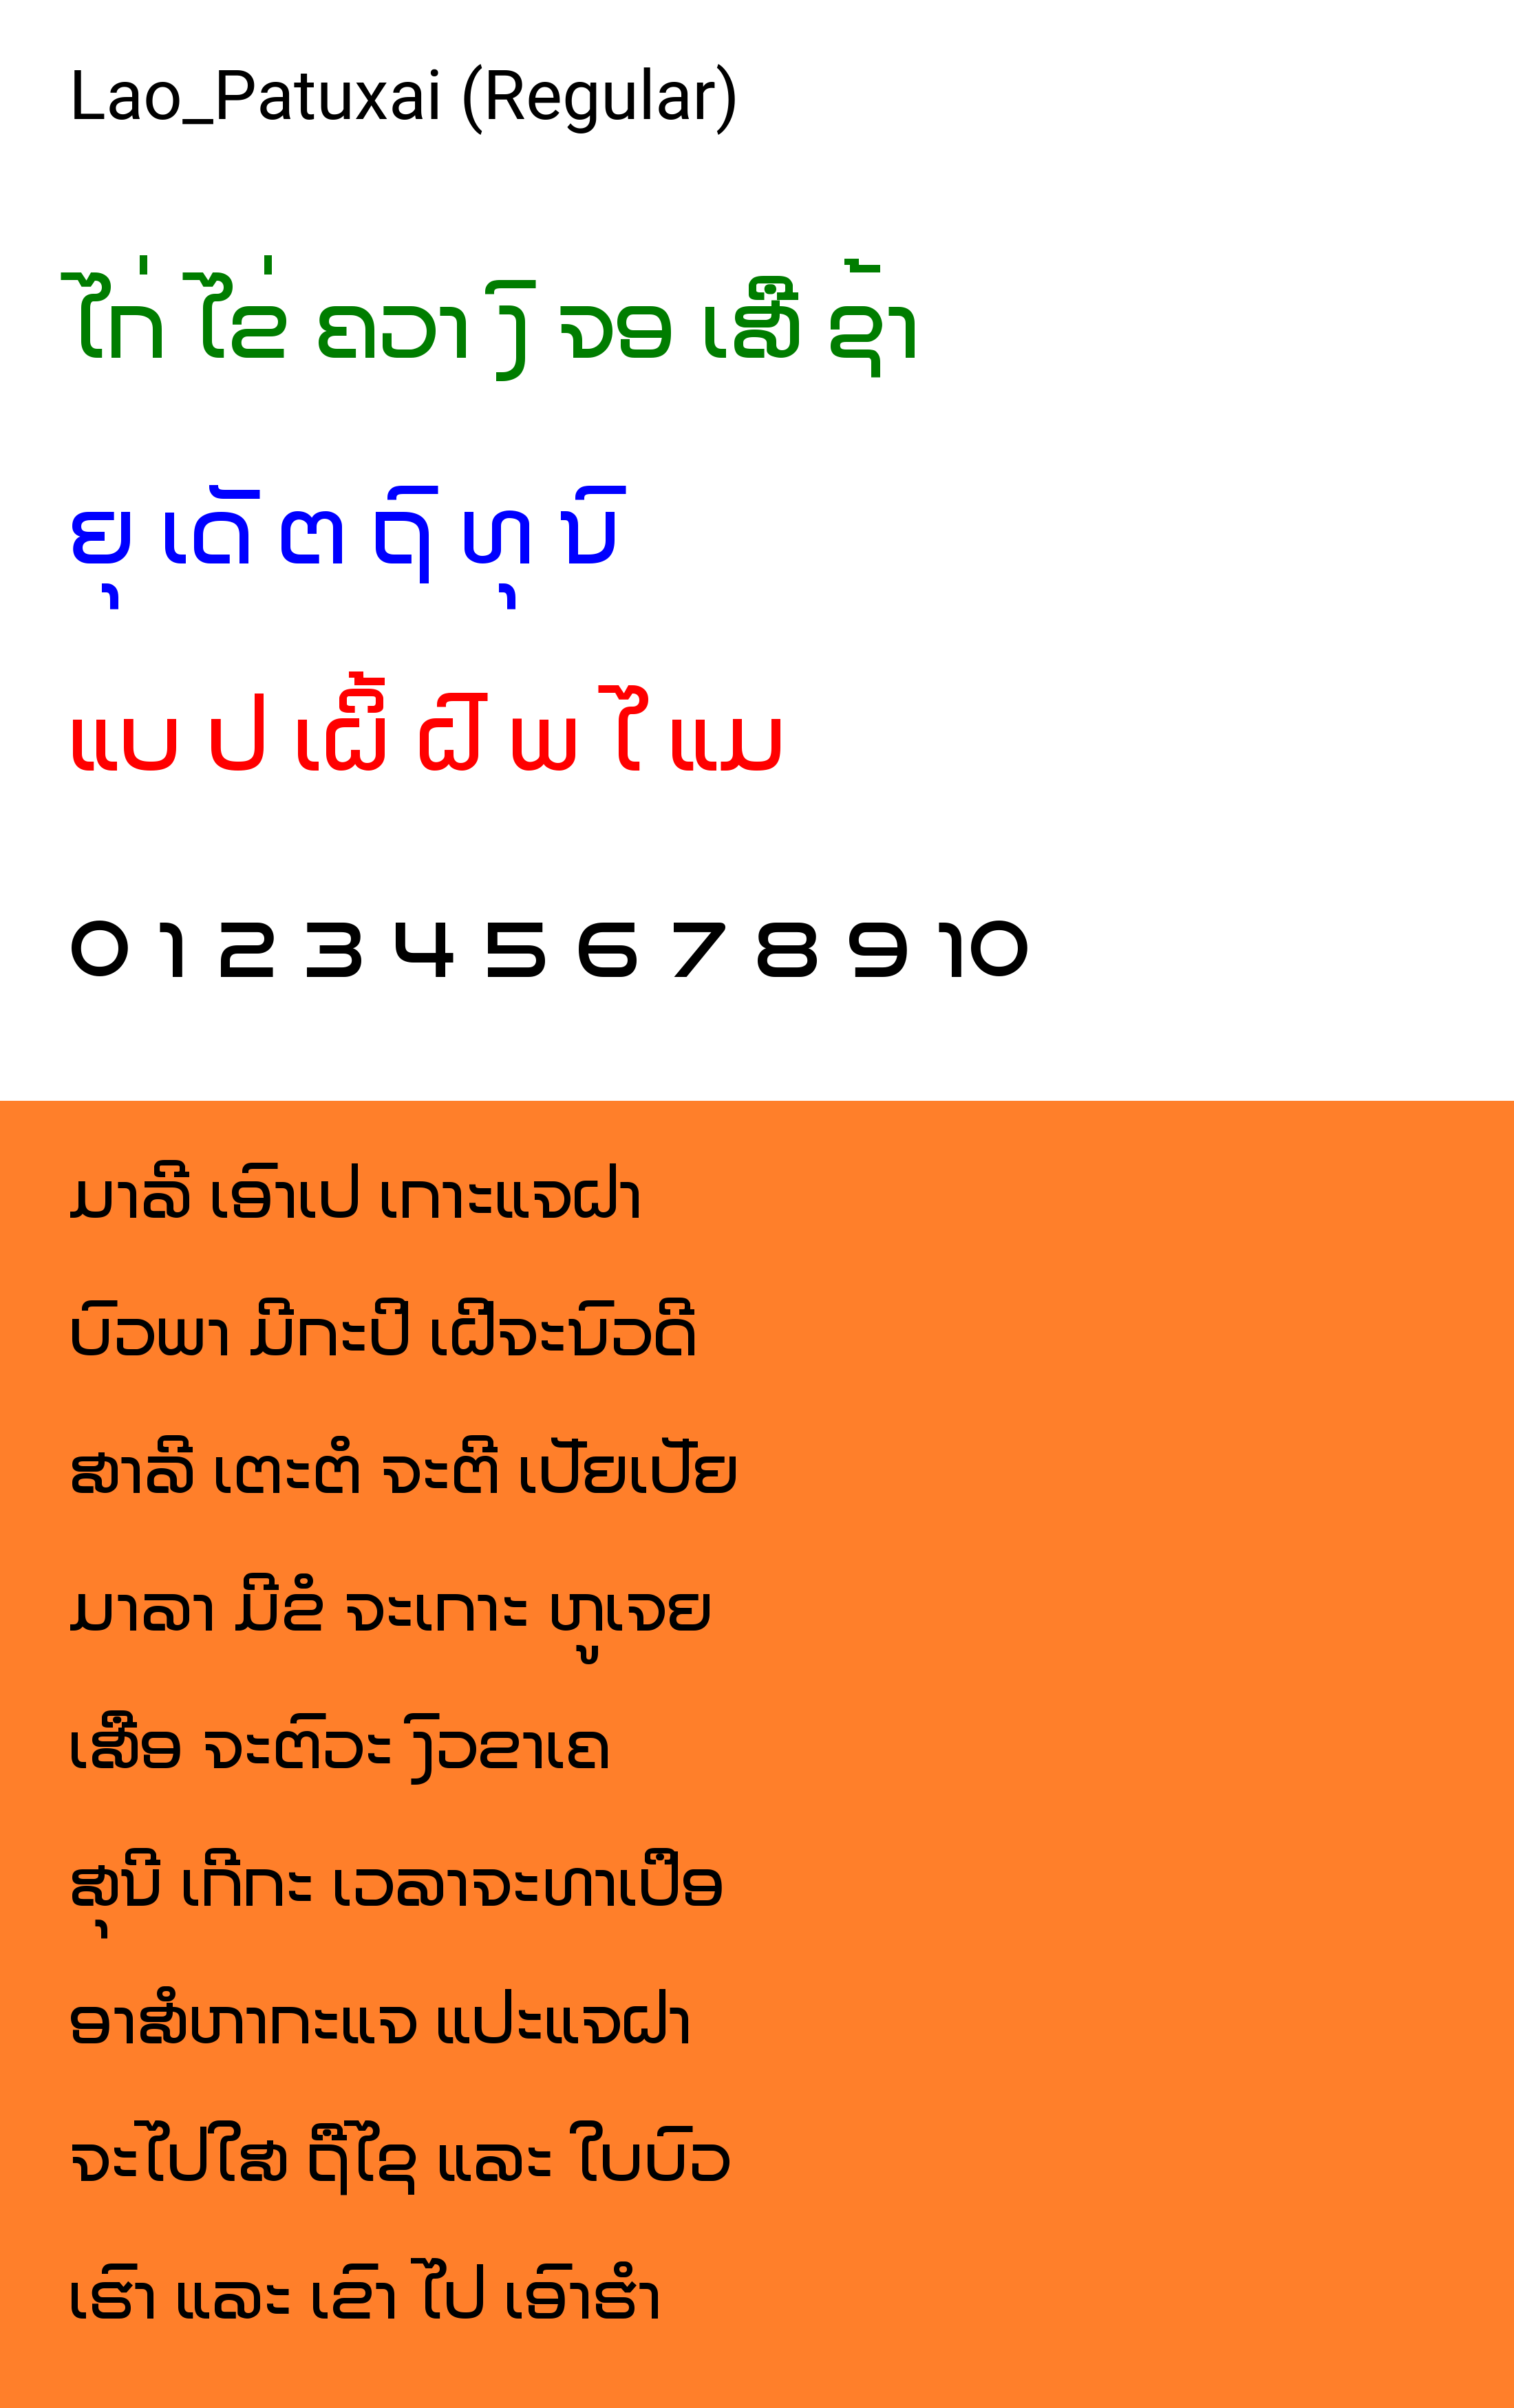 Lao_Patuxai (Regular)
ໄກ່ ໄຂ່ ຄວາ ງົ ຈອ ເສື ຊ້າ
ຍຸ ເດັ ຕ ຖົ ທຸ ນົ
ແບ ປ ເຜິ້ ຝົ ພ ໄ ແມ
0 1 2 3 4 5 6 7 8 9 10
ມາລີ ເອົາເປ ເກາະແຈຝາ
ບົວພາ ມີກະປີ ເຝີຈະນົວດີ
ສາລີ ເຕະຕໍ ຈະຕີ ເປັຍເປັຍ
ມາລາ ມີຂໍ ຈະເກາະ ຫູເຈຍ
ເສືອ ຈະຕົວະ ງົວຂາເຄ
ສຸນີ ເກີກະ ເວລາຈະທາເປືອ
ອາສໍຫາກະແຈ ແປະແຈຝາ
ຈະໄປໃສ ຖືໄຊ ແລະ ໃບບົວ
ເຮົາ ແລະ ເຂົາ ໄປ ເອົາຮໍາ